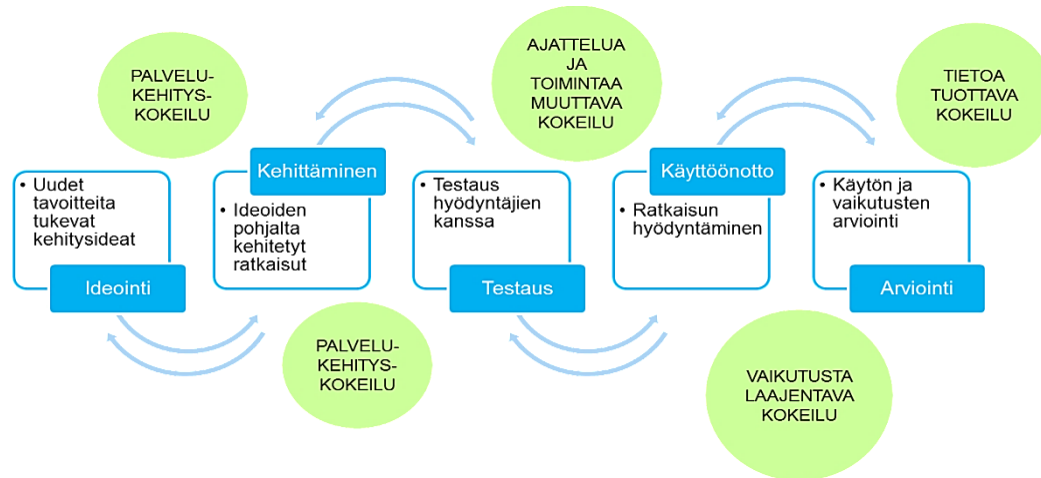 PALVELU-
KEHITYS-
KOKEILU
AJATTELUA
JA
TOIMINTAA
MUUTTAVA
KOKEILU
TIETOA
TUOTTAVA
KOKEILU
• Uudet
tavoitteita
tukevat
kehitysideat
Ideointi
Kehittäminen
• Ideoiden
pohjalta
kehitetyt
ratkaisut
• Testaus
hyödyntäjien
kanssa
Testaus
Käyttöönotto
• Ratkaisun
hyödyntäminen
• Käytön ja
vaikutusten
arviointi
Arviointi
PALVELU-
KEHITYS-
KOKEILU
VAIKUTUSTA
LAAJENTAVA
KOKEILU